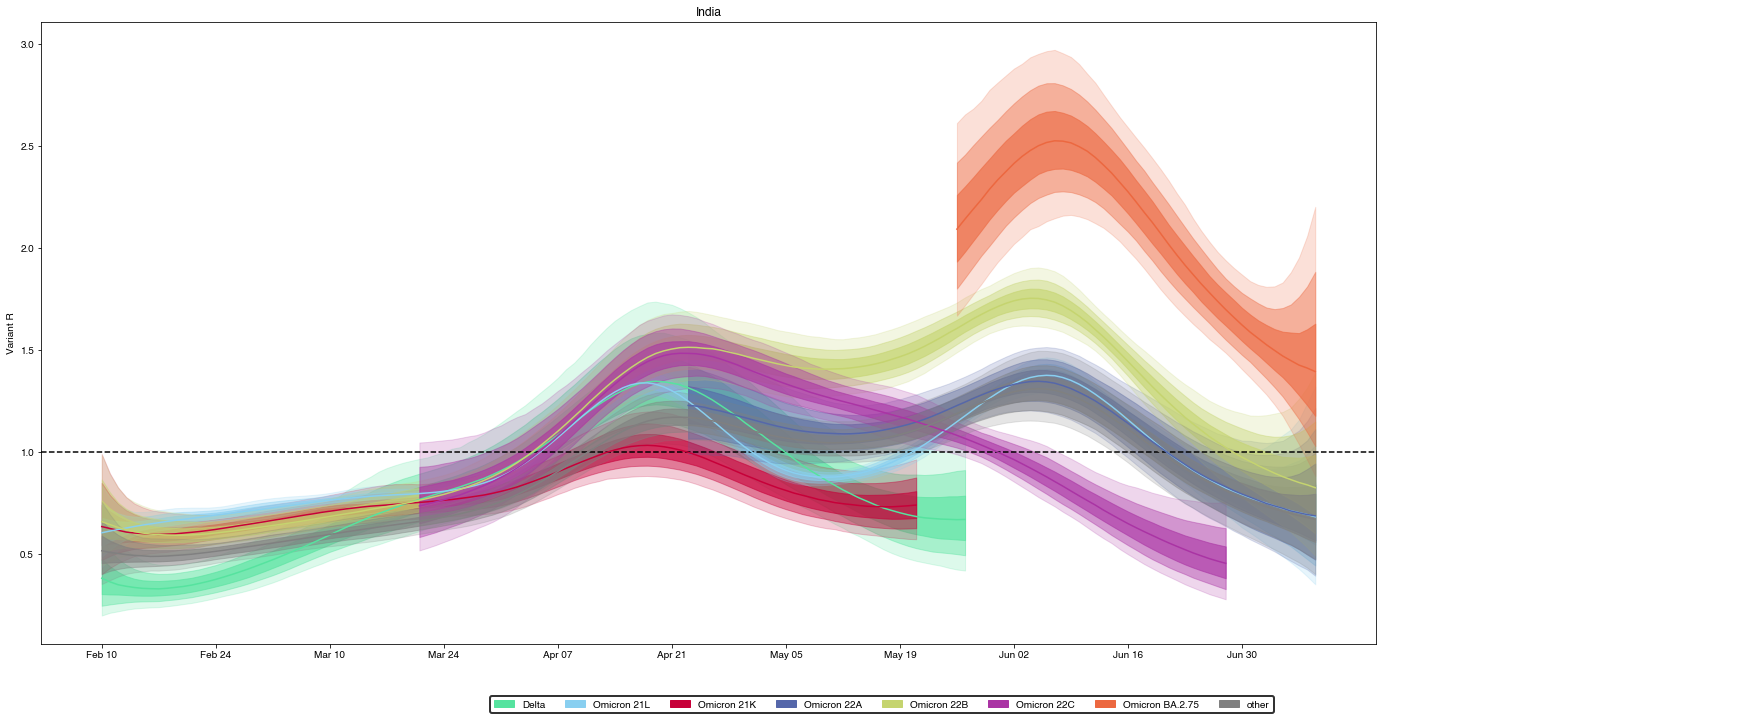 India
Variant R
3.0
2.5
2.0
1.5
1.0
0.5
Feb 10 Feb 24 Mar 10 Mar 24 Apr 07 Apr 21 May 05 May 19 Jun 02 Jun 16 Jun 30
Delta Omicron 21L Omicron 21K Omicron 22A Omicron 22B Omicron 22C Omicron BA.2.75 other